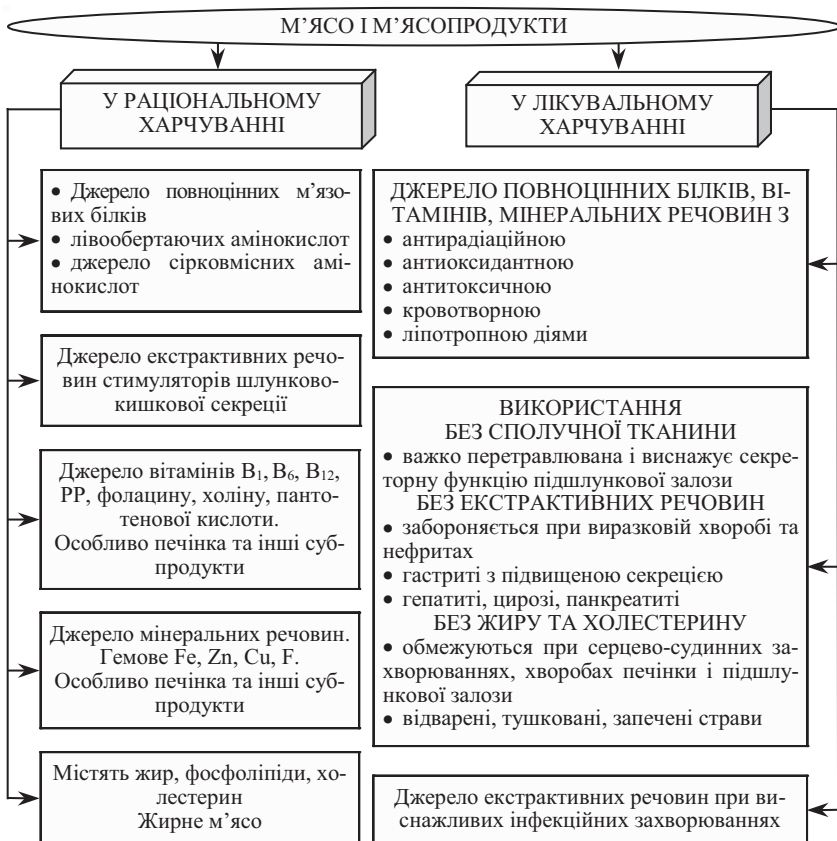 М’ЯСО І М’ЯСОПРОДУКТИ
У РАЦІОНАЛЬНОМУ
ХАРЧУВАННІ
• Джерело повноцінних м’язо-
вих білків
• лівообертаючих амінокислот
• джерело сірковмісних амі-
нокислот
Джерело екстрактивних речо-
вин стимуляторів шлунково-
кишкової секреції
Джерело вітамінів В₁, В₆, В₁₂,
РР, фолацину, холіну, панто-
тенової кислоти.
Особливо печінка та інші суб-
продукти
Джерело мінеральних речовин.
Гемове Fe, Zn, Cu, F.
Особливо печінка та інші суб-
продукти
Містять жир, фосфоліпіди, хо-
лестерин
Жирне м’ясо
У ЛІКУВАЛЬНОМУ
ХАРЧУВАННІ
ДЖЕРЕЛО ПОВНОЦІННИХ БІЛКІВ, ВІ-
ТАМІНІВ, МІНЕРАЛЬНИХ РЕЧОВИН З
• антирадіаційною
• антиоксидантною
• антитоксичною
• кровотворною
• ліпотропною діями
ВИКОРИСТАННЯ
БЕЗ СПОЛУЧНОЇ ТКАНИНИ
• важко перетравлювана і виснажує секре-
торну функцію підшлункової залози
БЕЗ ЕКСТРАКТИВНИХ РЕЧОВИН
• забороняється при виразковій хворобі та
нефритах
• гастриті з підвищеною секрецією
• гепатиті, цирозі, панкреатиті
БЕЗ ЖИРУ ТА ХОЛЕСТЕРИНУ
• обмежуються при серцево-судинних за-
хворюваннях, хворобах печінки і підшлу-
нкової залози
• відварені, тушковані, запечені страви
Джерело екстрактивних речовин при ви-
снажливих інфекційних захворюваннях